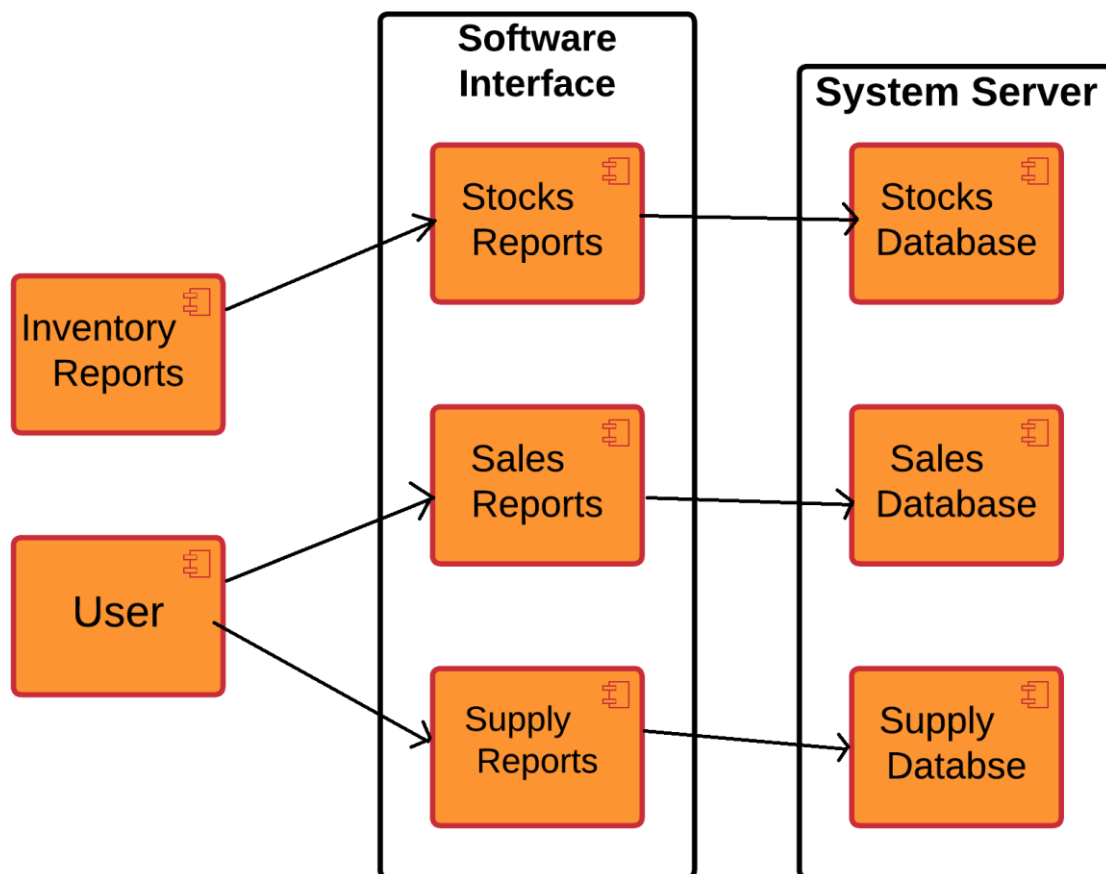 Software
Interface
System Server
Stocks
Reports
Stocks
Database
Inventory
Reports
Sales
Reports
Sales
Database
User
Supply
Reports
Supply
Databse